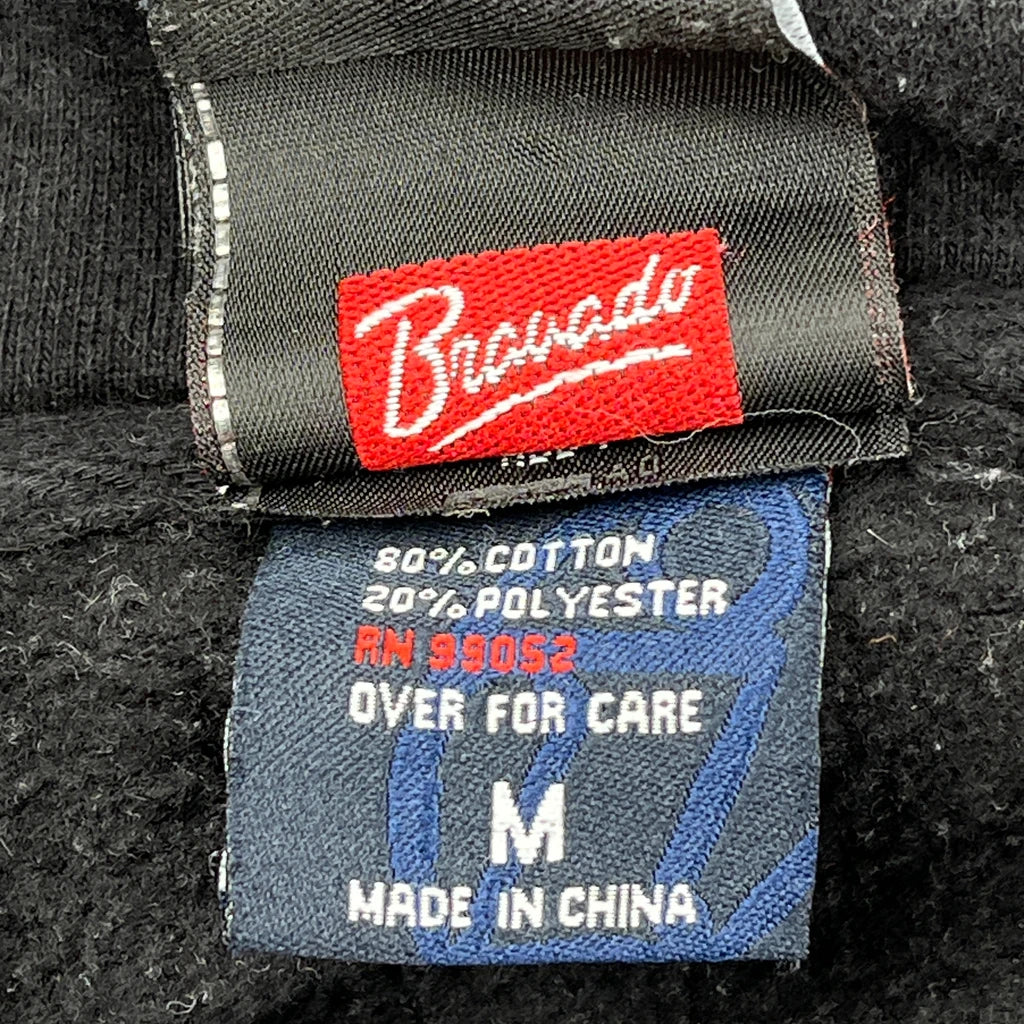 Bravado
80% COTTON
20% POLYESTER
RN 99052
OVER FOR CARE
M
MADE IN CHINA